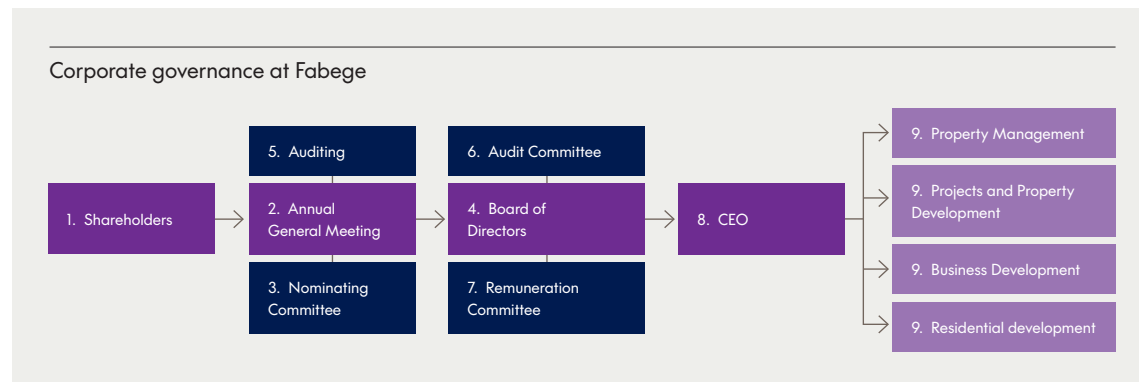 Corporate governance at Fabege
1. Shareholders
5. Auditing
2. Annual
General Meeting
3. Nominating
Committee
6. Audit Committee
4. Board of
Directors
7. Remuneration
Committee
8. CEO
9. Property Management
9. Projects and Property
Development
9. Business Development
9. Residential development